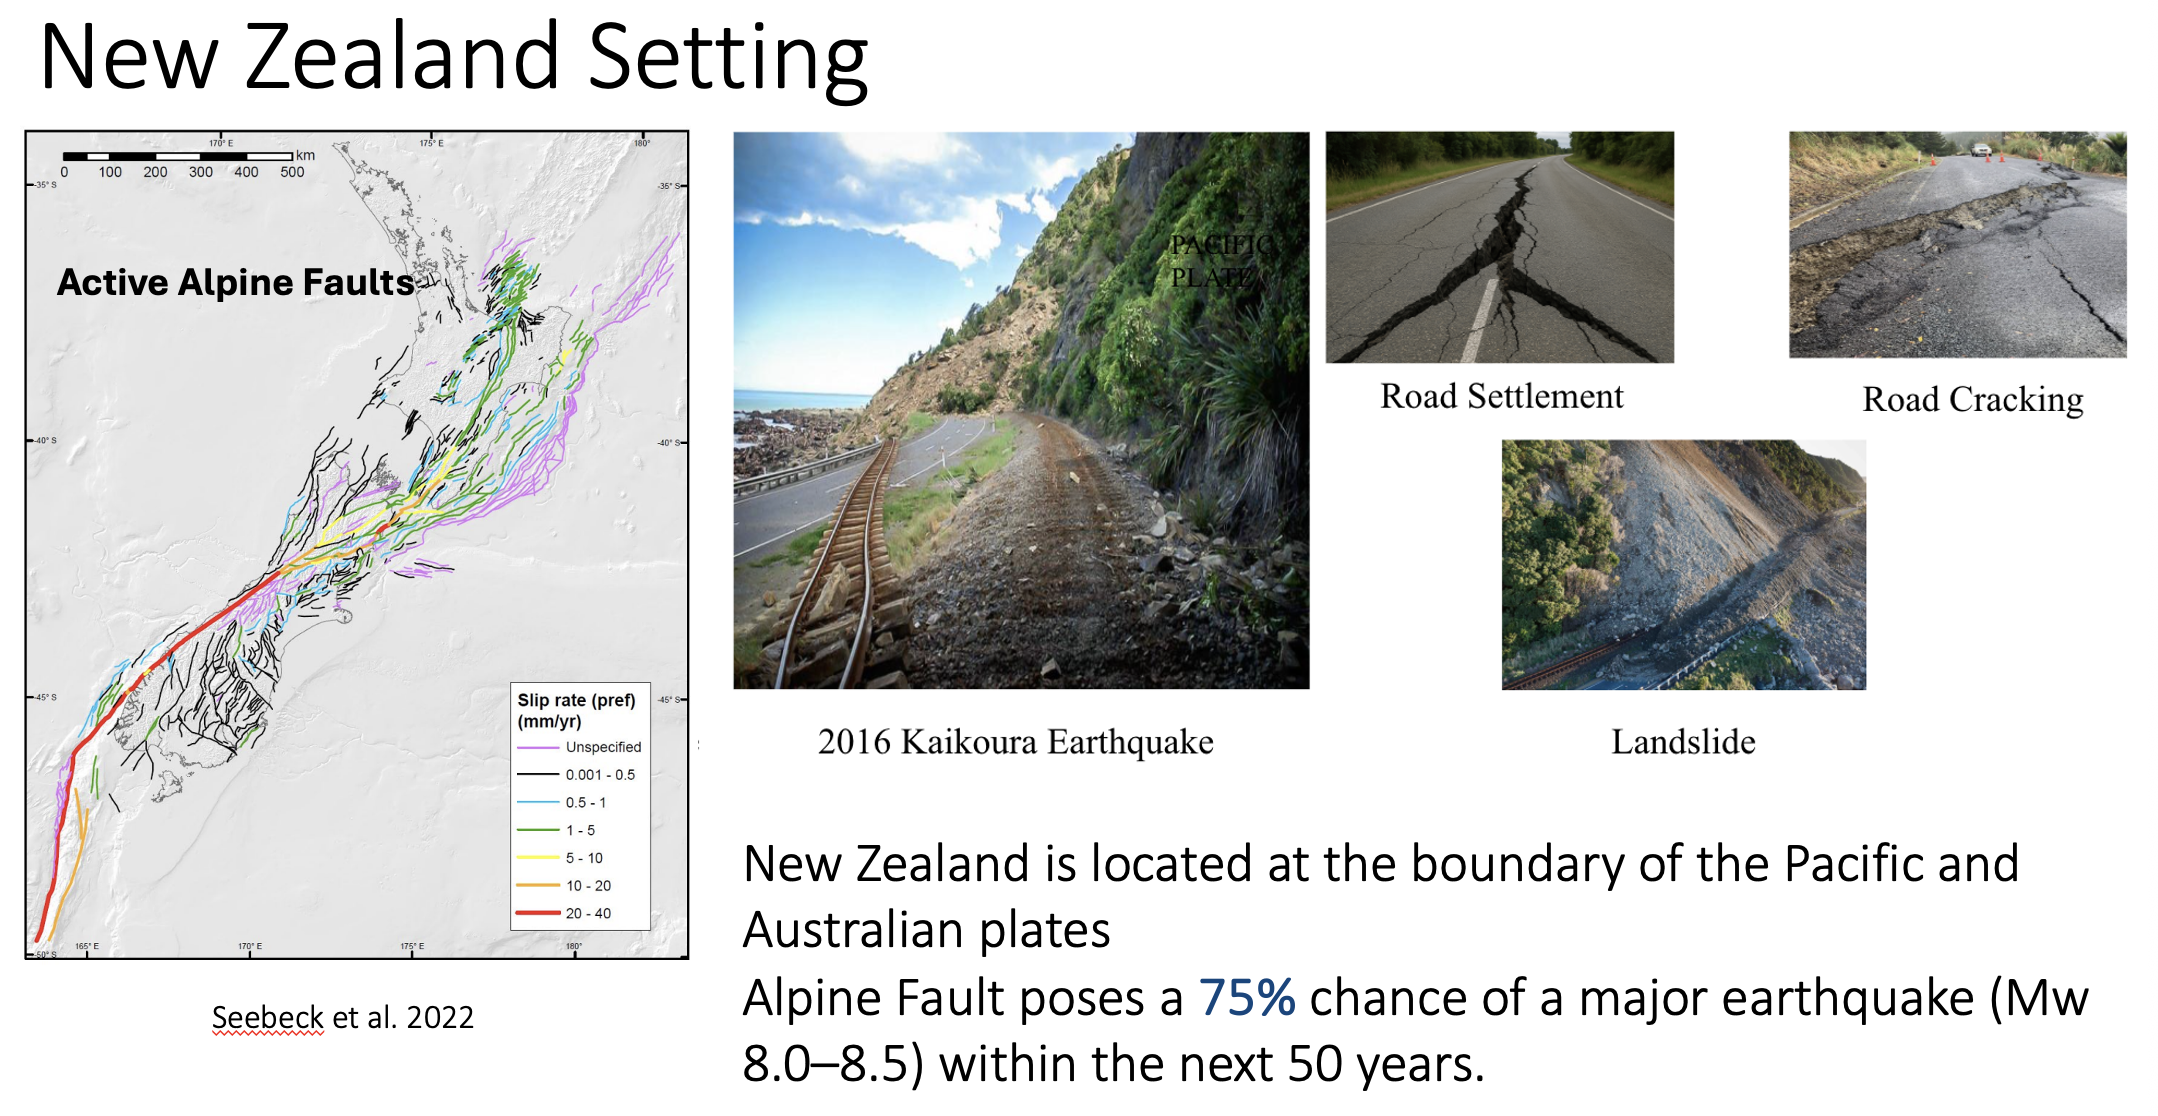 New Zealand Setting
170° E
175° E
180°
km
0 100 200 300 400 500
-35° S
-35° S
Active Alpine Faults
-40° S
-40° S
-45° S
-45° S
Slip rate (pref)
(mm/yr)
Unspecified
0.001 - 0.5
0.5 - 1
1 - 5
5 - 10
10 - 20
20 - 40
-50° S
165° E
170° E
175° E
180°
Seebeck et al. 2022
PACIFIC
PLATE
2016 Kaikoura Earthquake
Road Settlement
Road Cracking
Landslide
New Zealand is located at the boundary of the Pacific and
Australian plates
Alpine Fault poses a 75% chance of a major earthquake (Mw
8.0–8.5) within the next 50 years.